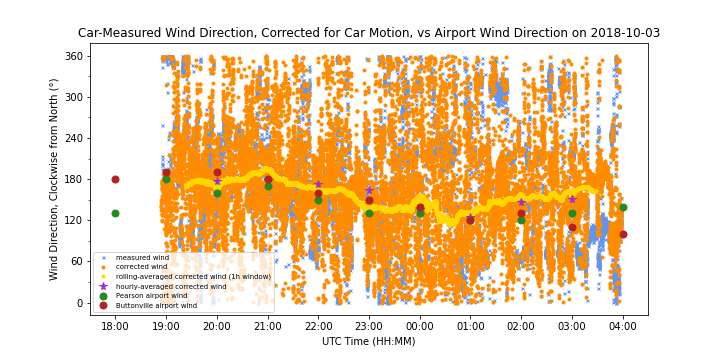 Car-Measured Wind Direction, Corrected for Car Motion, vs Airport Wind Direction on 2018-10-03
Wind Direction, Clockwise from North (°)
360
300
240
180
120
60
0
measured wind
corrected wind
rolling-averaged corrected wind (1h window)
hourly-averaged corrected wind
Pearson airport wind
Buttonville airport wind
18:00 19:00 20:00 21:00 22:00 23:00 00:00 01:00 02:00 03:00 04:00
UTC Time (HH:MM)